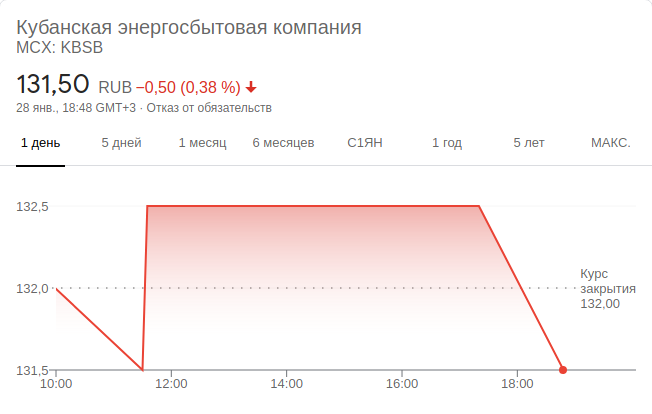 Кубанская энергосбытовая компания
MCX: KBSB
131,50 RUB −0,50 (0,38 %)
28 янв., 18:48 GMT+3 · Отказ от обязательств
1 день 5 дней 1 месяц 6 месяцев С1ЯН 1 год 5 лет МАКС.
132,5
132,0
Курс
закрытия
132,00
131,5
10:00 12:00 14:00 16:00 18:00